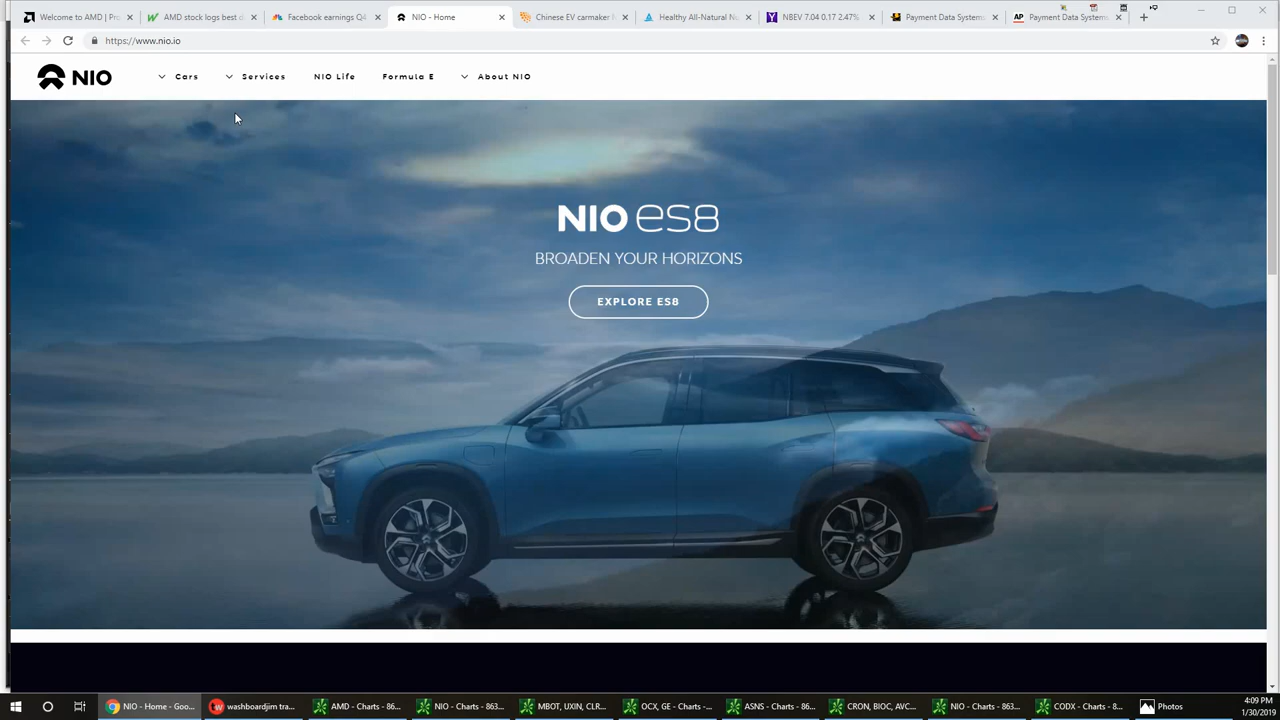 Welcome to AMD | Pro
AMD stock logs best d
Facebook earnings Q4
NIO - Home
Chinese EV carmaker N
Healthy All-Natural Nu
NBEV 7.04 0.17 2.47%
Payment Data Systems,
Payment Data Systems
https://www.nio.io
NIO
Cars
Services
NIO Life
Formula E
About NIO
NIO es8
BROADEN YOUR HORIZONS
EXPLORE ES8
NIO - Home - Goo...
washboardjim tra...
AMD - Charts - 86...
NIO - Charts - 863...
MBOT, UXIN, CLR...
OCX, GE - Charts -...
ASNS - Charts - 86...
CRON, BIOC, AVC...
NIO - Charts - 863...
CODX - Charts - 8...
Photos
4:09 PM
1/30/2019